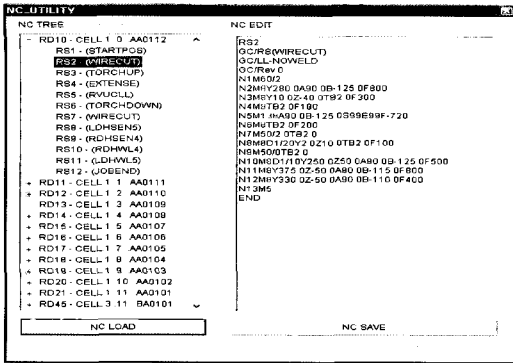 NC_UTILITY
NC TREE
- RD10 - CELL 1 0 AA0112
RS1 - (STARTPOS)
RS2 - (WIRECUT)
RS3 - (TORCHUP)
RS4 - (EXTENSE)
RS5 - (RVUCLL)
RS6 - (TORCHDOWN)
RS7 - (WIRECUT)
RS8 - (LDHSEN5)
RS9 - (RDHSEN4)
RS10 - (RDHWL4)
RS11 - (LDHWL5)
RS12 - (JOBEND)
+ RD11 - CELL 1 1 AA0111
+ RD12 - CELL 1 2 AA0110
RD13 - CELL 1 3 AA0109
+ RD14 - CELL 1 4 AA0108
+ RD15 - CELL 1 5 AA0107
+ RD16 - CELL 1 6 AA0106
+ RD17 - CELL 1 7 AA0105
+ RD18 - CELL 1 8 AA0104
+ RD19 - CELL 1 9 AA0103
+ RD20 - CELL 1 10 AA0102
+ RD21 - CELL 1 11 AA0101
+ RD45 - CELL 3 11 BA0101
NC LOAD
NC EDIT
RS2
GC/RS(WIRECUT)
GC/LL-NOWELD
GC/Rev 0
N1M60/2
N2M8Y280 0A90 0B-125 0F800
N3M8Y10 0Z-40 0TB2 0F300
N4M8TB2 0F190
N6M8TB2 0F200
N7M50/2 0TB2 0
N8M8D1/20Y2 0Z10 0TB2 0F100
N9M50/0TB2 0
N10M8D1/10Y250 0Z50 0A90 0B-125 0F500
N11M8Y375 0Z-50 0A90 0B-115 0F800
N12M8Y330 0Z-50 0A90 0B-110 0F400
N13M5
END
NC SAVE